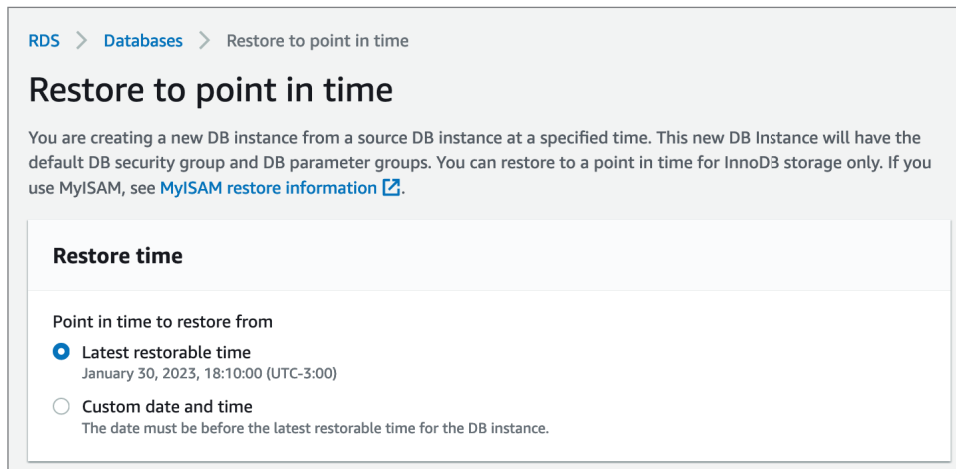 RDS > Databases > Restore to point in time
Restore to point in time
You are creating a new DB instance from a source DB instance at a specified time. This new DB Instance will have the
default DB security group and DB parameter groups. You can restore to a point in time for InnoDB storage only. If you
use MyISAM, see MyISAM restore information.
Restore time
Point in time to restore from
Latest restorable time
January 30, 2023, 18:10:00 (UTC-3:00)
Custom date and time
The date must be before the latest restorable time for the DB instance.